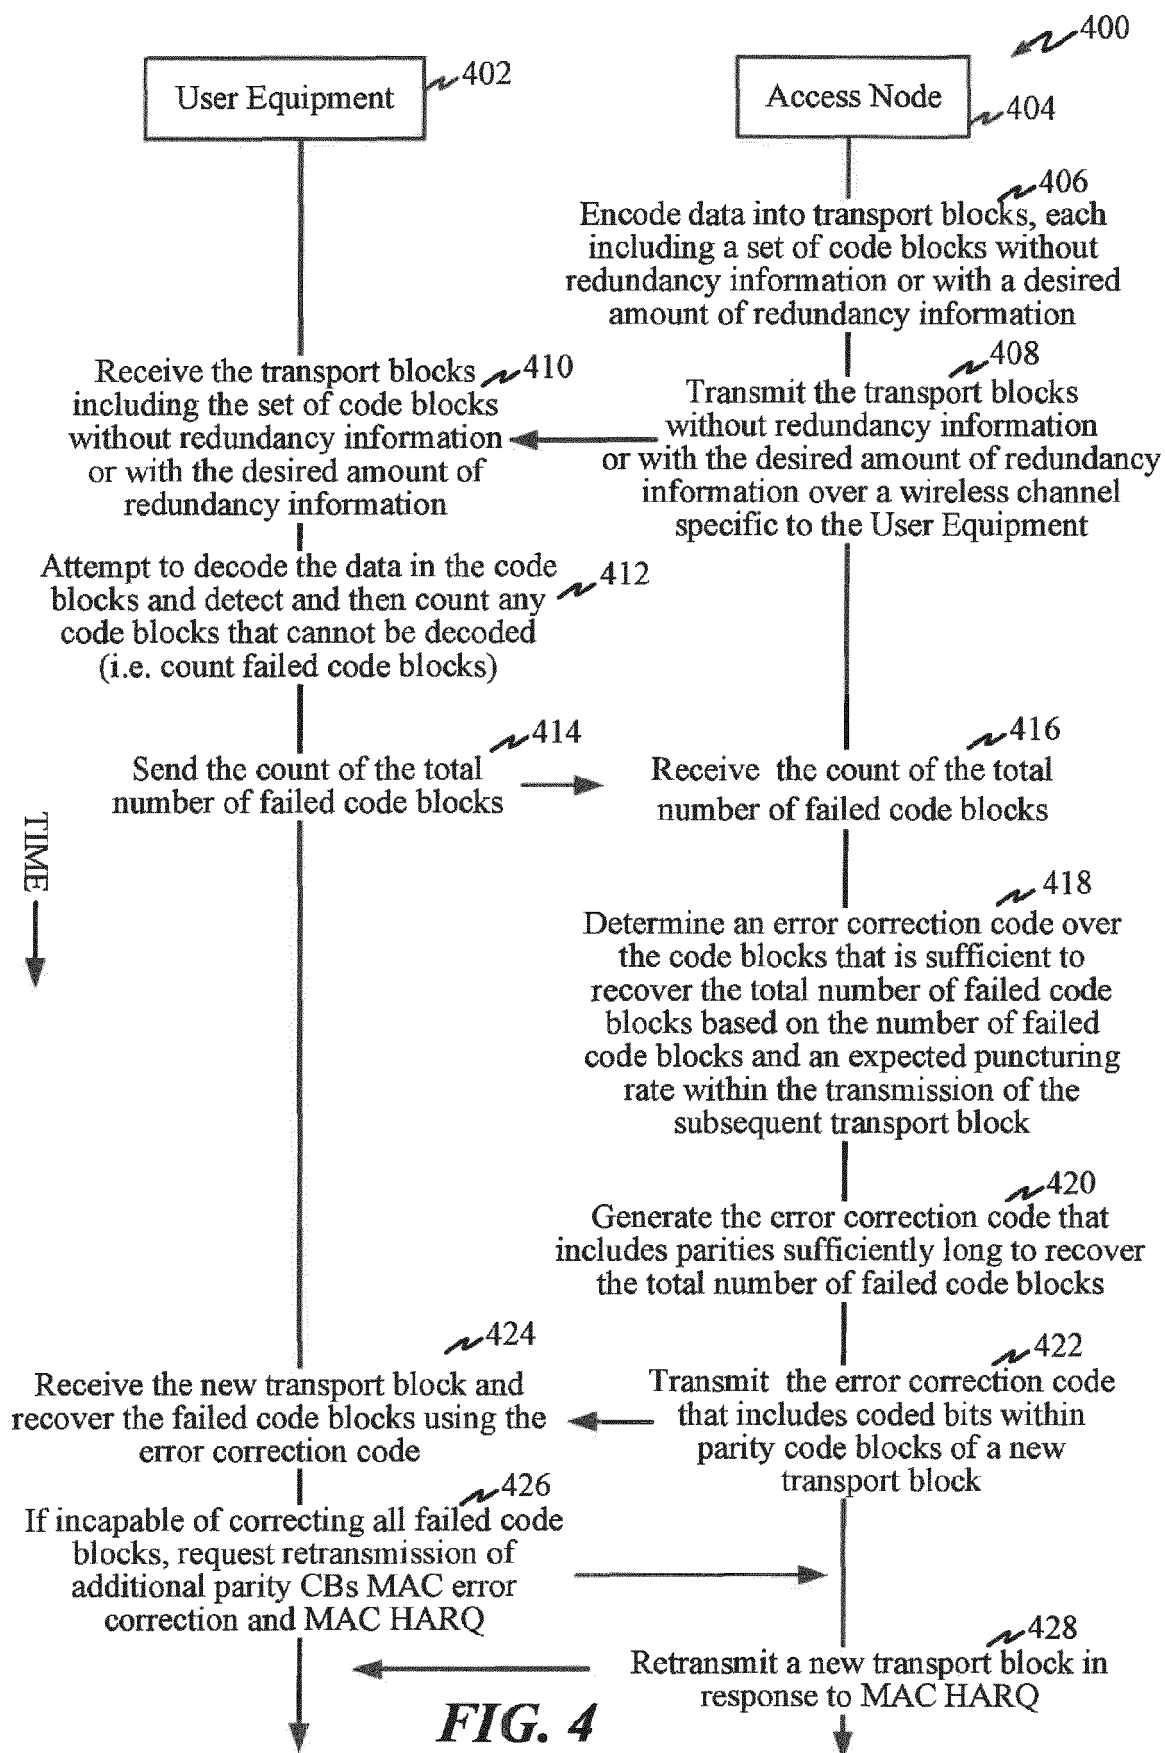 400
User Equipment
402
Access Node
404
406
Encode data into transport blocks, each
including a set of code blocks without
redundancy information or with a desired
amount of redundancy information
408
Transmit the transport blocks
without redundancy information
or with the desired amount of redundancy
information over a wireless channel
specific to the User Equipment
Receive the transport blocks 410
including the set of code blocks
without redundancy information
or with the desired amount of
redundancy information
Attempt to decode the data in the code
blocks and detect and then count any
code blocks that cannot be decoded
(i.e. count failed code blocks)
412
414
Send the count of the total
number of failed code blocks
416
Receive the count of the total
number of failed code blocks
TIME
418
Determine an error correction code over
the code blocks that is sufficient to
recover the total number of failed code
blocks based on the number of failed
code blocks and an expected puncturing
rate within the transmission of the
subsequent transport block
420
Generate the error correction code that
includes parities sufficiently long to recover
the total number of failed code blocks
422
Transmit the error correction code
that includes coded bits within
parity code blocks of a new
transport block
424
Receive the new transport block and
recover the failed code blocks using the
error correction code
426
If incapable of correcting all failed code
blocks, request retransmission of
additional parity CBs MAC error
correction and MAC HARQ
428
Retransmit a new transport block in
response to MAC HARQ
FIG. 4